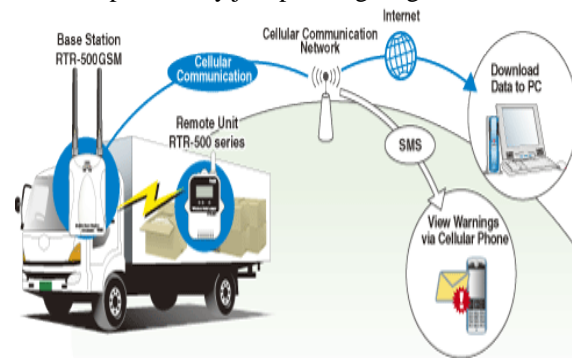 Base Station
RTR-500GSM
Cellular
Communication
Cellular Communication
Network
Internet
Download
Data to PC
Remote Unit
RTR-500 series
SMS
View Warnings
via Cellular Phone